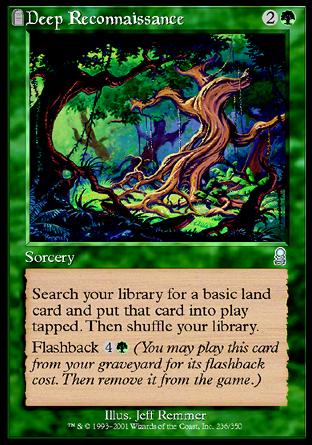 Deep Reconnaissance 2
Sorcery
Search your library for a basic land
card and put that card into play
tapped. Then shuffle your library.
Flashback 4 (You may play this card
from your graveyard for its flashback
cost. Then remove it from the game.)
Illus. Jeff Remmer
™ & © 1993–2001 Wizards of the Coast, Inc. 236/350